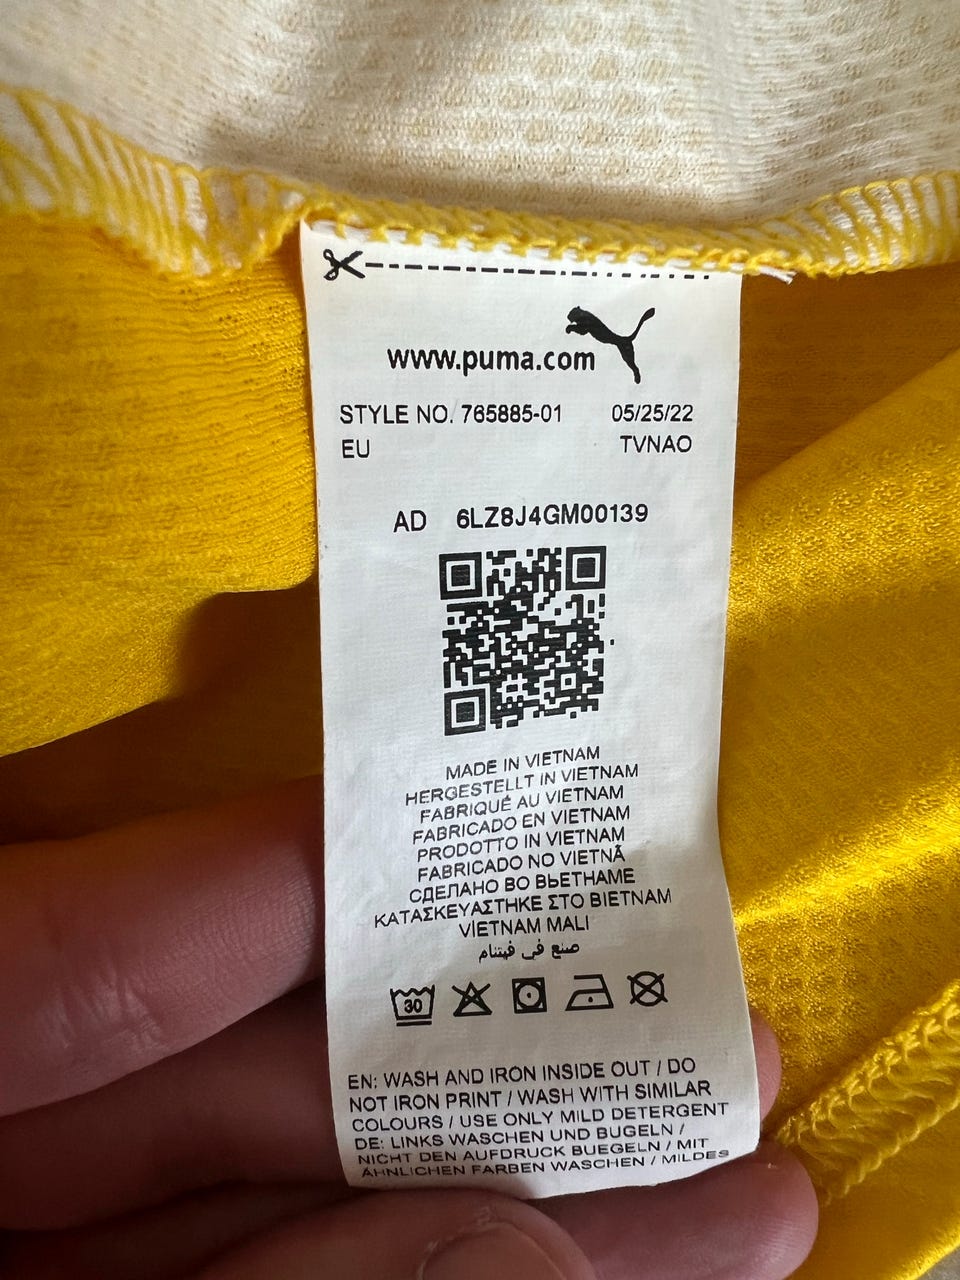 www.puma.com
STYLE NO. 765885-01 05/25/22
EU TVNAO
AD 6LZ8J4GM00139
MADE IN VIETNAM
HERGESTELLT IN VIETNAM
FABRIQUÉ AU VIETNAM
FABRICADO EN VIETNAM
PRODOTTO IN VIETNAM
FABRICADO NO VIETNÃ
СДЕЛАНО ВО ВЬЕТНАМЕ
ΚΑΤΑΣΚΕΥΑΣΤΗΚΕ ΣΤΟ ΒΙΕΤΝΑΜ
VİETNAM MALI
صنع في فيتنام
30
EN: WASH AND IRON INSIDE OUT / DO
NOT IRON PRINT / WASH WITH SIMILAR
COLOURS / USE ONLY MILD DETERGENT
DE: LINKS WASCHEN UND BUGELN /
NICHT DEN AUFDRUCK BUEGELN / MIT
ÄHNLICHEN FARBEN WASCHEN / MILDES